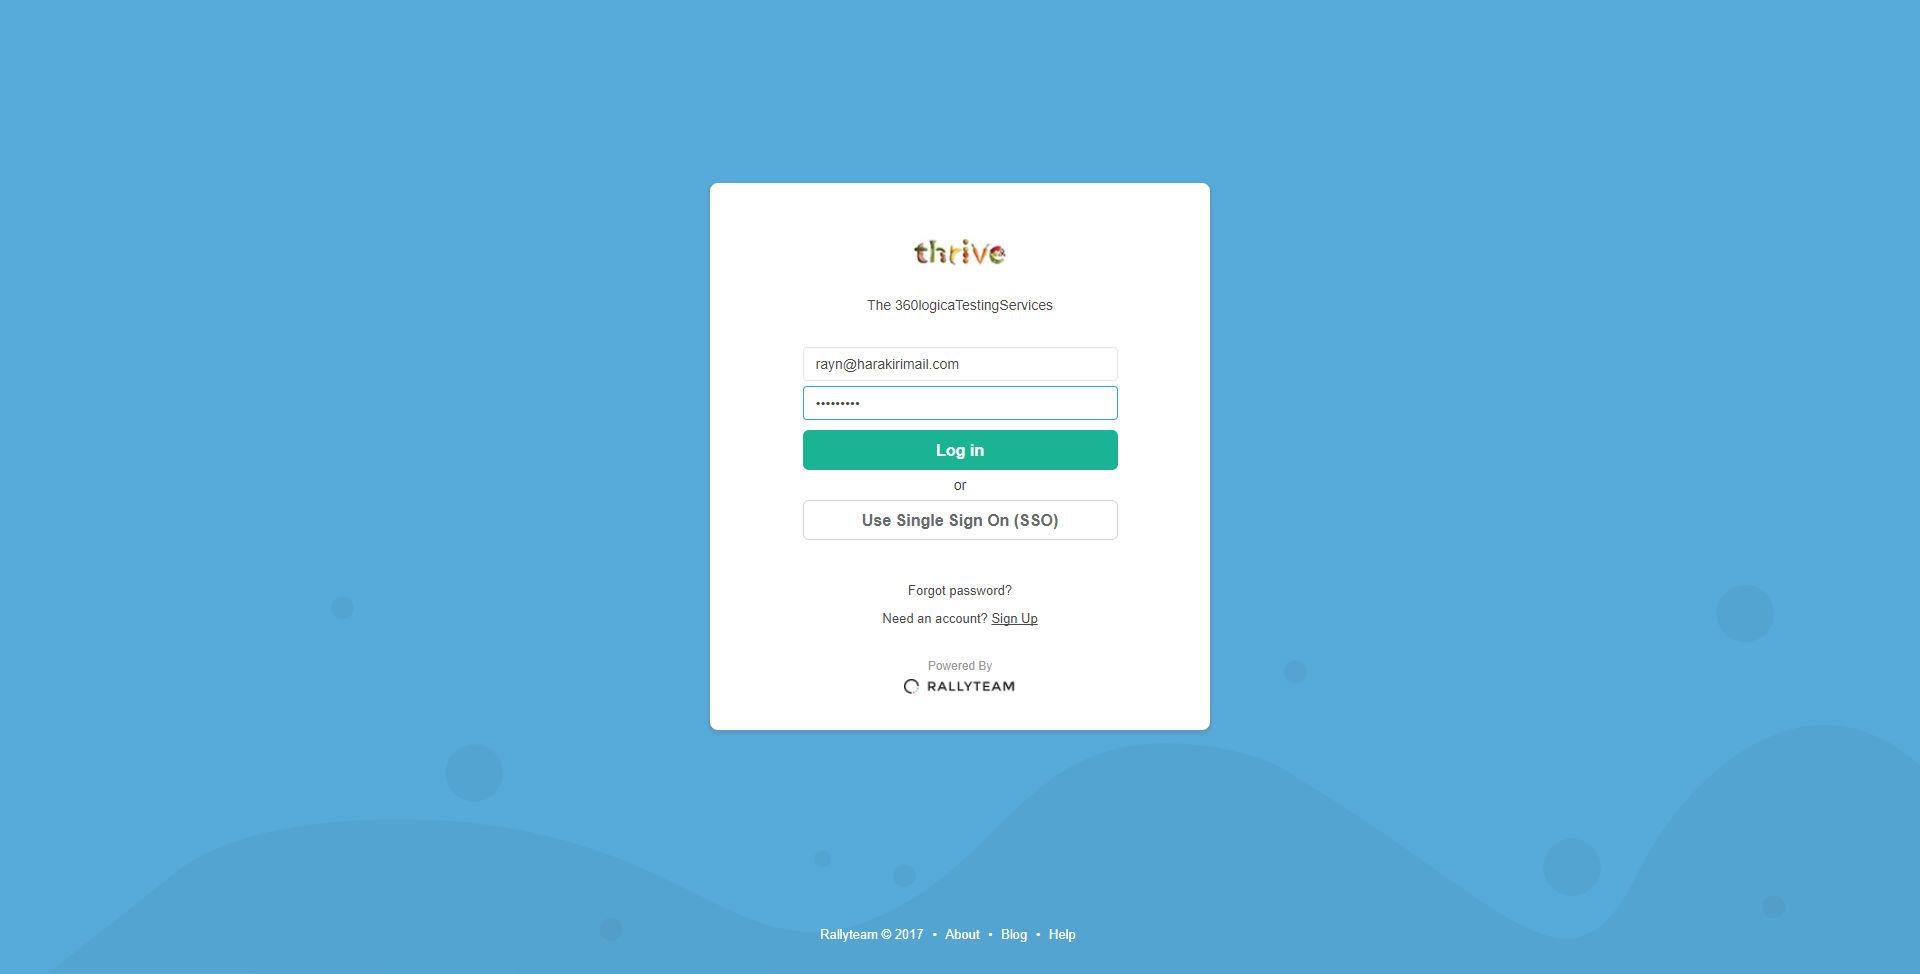 thrive
The 360logicaTestingServices
rayn@harakirimail.com
•••••••••
Log in
or
Use Single Sign On (SSO)
Forgot password?
Need an account? Sign Up
Powered By
RALLYTEAM
Rallyteam © 2017 • About • Blog • Help